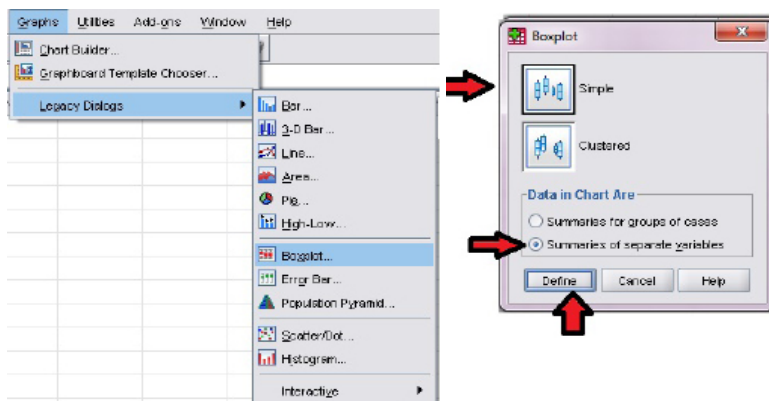 Graphs Utilities Add-ons Window Help
Chart Builder...
Graphboard Template Chooser...
Legacy Dialogs
Bar...
3-D Bar...
Line...
Area...
Pie...
High-Low...
Boxplot...
Error Bar...
Population Pyramid...
Scatter/Dot...
Histogram...
Interactive
Boxplot
Simple
Clustered
Data in Chart Are
Summaries for groups of cases
Summaries of separate variables
Define Cancel Help